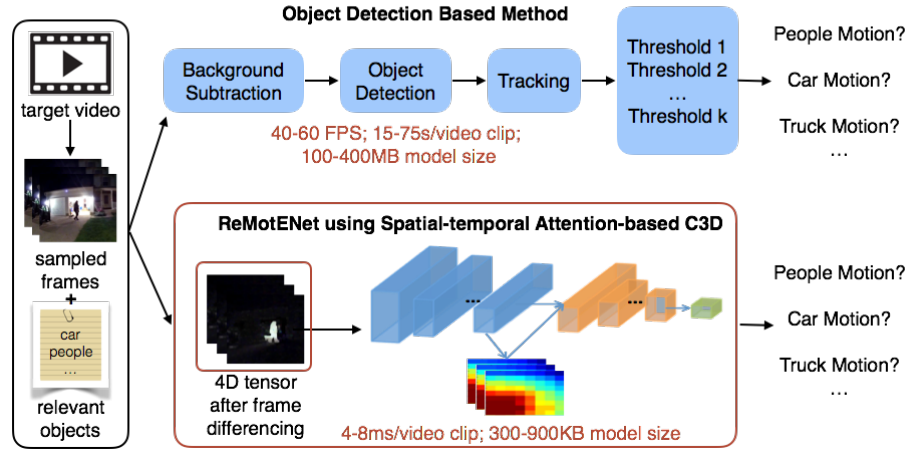 Object Detection Based Method
target video
sampled
frames
+
car
people
...
relevant
objects
Background
Subtraction
Object
Detection
Tracking
Threshold 1
Threshold 2
...
Threshold k
40-60 FPS; 15-75s/video clip;
100-400MB model size
People Motion?
Car Motion?
Truck Motion?
...
ReMotENet using Spatial-temporal Attention-based C3D
4D tensor
after frame
differencing
...
...
4-8ms/video clip; 300-900KB model size
People Motion?
Car Motion?
Truck Motion?
...